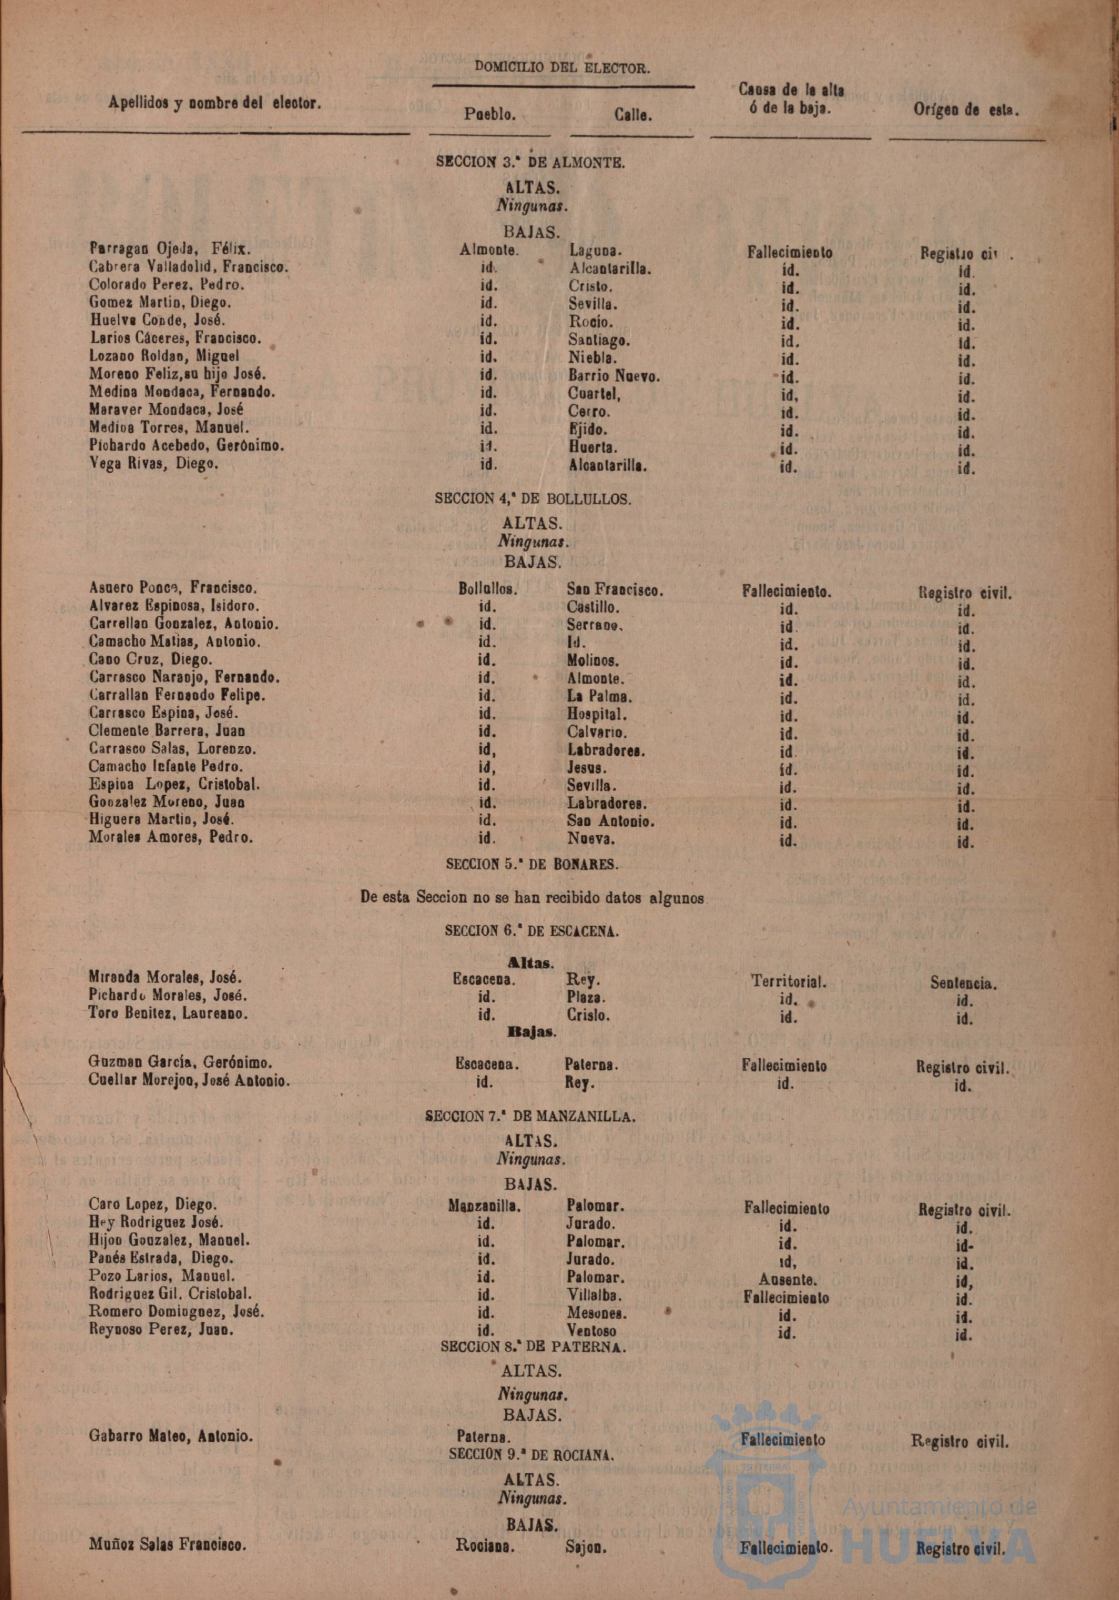 DOMICILIO DEL ELECTOR.
Apellidos y nombre del elector. Pueblo. Calle. Causa de la alta ó de la baja. Orígen de esta.
SECCION 3.ª DE ALMONTE.
ALTAS.
Ningunas.
BAJAS.
Parragan Ojeda, Félix. Almonte. Laguna. Fallecimiento Registro civ.
Cabrera Valladolid, Francisco. id. Alcantarilla. id. id.
Colorado Perez, Pedro. id. Cristo. id. id.
Gomez Martin, Diego. id. Sevilla. id. id.
Huelva Conde, José. id. Rocío. id. id.
Larios Cáceres, Francisco. id. Santiago. id. id.
Lozano Roldan, Miguel id. Niebla. id. id.
Moreno Feliz, su hijo José. id. Barrio Nuevo. id. id.
Medina Mondaca, Fernando. id. Cuartel, id, id.
Maraver Mondaca, José id. Cerro. id. id.
Medina Torres, Manuel. id. Ejido. id. id.
Pichardo Acebedo, Gerónimo. id. Huerta. id. id.
Vega Rivas, Diego. id. Alcantarilla. id. id.
SECCION 4,ª DE BOLLULLOS.
ALTAS.
Ningunas.
BAJAS.
Asuero Ponce, Francisco. Bollullos. San Francisco. Fallecimiento. Registro civil.
Alvarez Espinosa, Isidoro. id. Castillo. id. id.
Carrellan Gonzalez, Antonio. id. Serrano. id. id.
Camacho Matias, Antonio. id. Id. id. id.
Cano Cruz, Diego. id. Molinos. id. id.
Carrasco Naranjo, Fernando. id. Almonte. id. id.
Carrallan Fernando Felipe. id. La Palma. id. id.
Carrasco Espina, José. id. Hospital. id. id.
Clemente Barrera, Juan id. Calvario. id. id.
Carrasco Salas, Lorenzo. id, Labradores. id. id.
Camacho Infante Pedro. id, Jesus. id. id.
Espina Lopez, Cristobal. id. Sevilla. id. id.
Gonzalez Moreno, Juan id. Labradores. id. id.
Higuera Martin, José. id. San Antonio. id. id.
Morales Amores, Pedro. id. Nueva. id. id.
SECCION 5.ª DE BONARES.
De esta Seccion no se han recibido datos algunos
SECCION 6.ª DE ESCACENA.
Altas.
Miranda Morales, José. Escacena. Rey. Territorial. Sentencia.
Pichardo Morales, José. id. Plaza. id. id.
Toro Benitez, Laureano. id. Cristo. id. id.
Bajas.
Guzman García, Gerónimo. Escacena. Paterna. Fallecimiento Registro civil.
Cuellar Morejon, José Antonio. id. Rey. id. id.
SECCION 7.ª DE MANZANILLA.
ALTAS.
Ningunas.
BAJAS.
Caro Lopez, Diego. Manzanilla. Palomar. Fallecimiento Registro civil.
Hey Rodriguez José. id. Jurado. id. id.
Hijon Gonzalez, Manuel. id. Palomar. id. id-
Panés Estrada, Diego. id. Jurado. id, id.
Pozo Larios, Manuel. id. Palomar. Ausente. id,
Rodriguez Gil, Cristobal. id. Villalba. Fallecimiento id.
Romero Dominguez, José. id. Mesones. id. id.
Reynoso Perez, Juan. id. Ventoso id. id.
SECCION 8.ª DE PATERNA.
ALTAS.
Ningunas.
BAJAS.
Gabarro Mateo, Antonio. Paterna. Fallecimiento Registro civil.
SECCION 9.ª DE ROCIANA.
ALTAS.
Ningunas.
BAJAS.
Muñoz Salas Francisco. Rociana. Sajon. Fallecimiento. Registro civil.
Ayuntamiento de
HUELVA